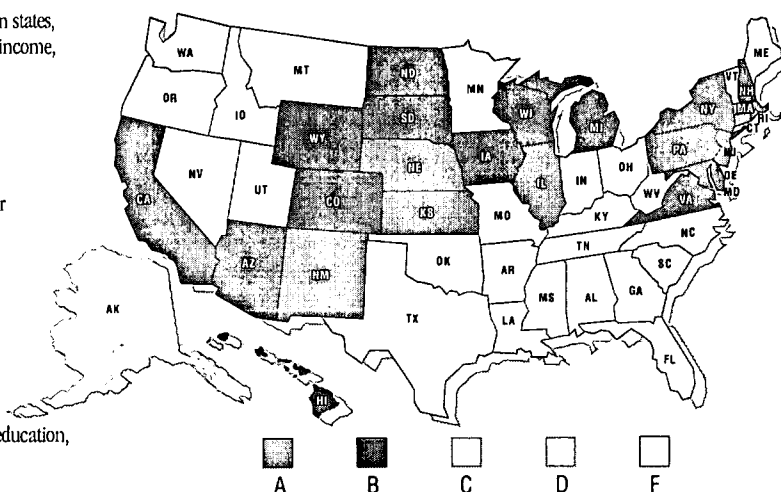 n states,
income,
r
education,
WA
MT
ND
MN
ME
VT
NH
OR
ID
WY
SD
WI
MI
NY
MA
RI
CT
NV
UT
CO
NE
IA
IL
IN
OH
PA
NJ
DE
MD
WV
VA
CA
AZ
NM
KS
MO
KY
NC
TN
SC
OK
AR
TX
LA
MS
AL
GA
FL
AK
HI
A B C D F